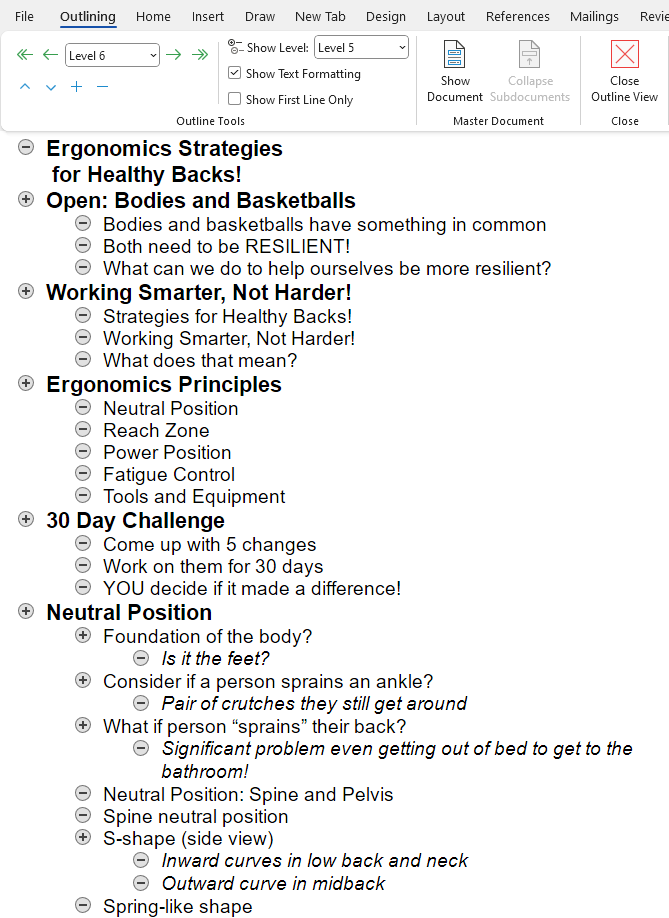 File Outlining Home Insert Draw New Tab Design Layout References Mailings Revie
Level 6
Show Level: Level 5
Show Text Formatting
Show First Line Only
Outline Tools
Show Document
Collapse Subdocuments
Master Document
Close Outline View
Close
Ergonomics Strategies
for Healthy Backs!
Open: Bodies and Basketballs
Bodies and basketballs have something in common
Both need to be RESILIENT!
What can we do to help ourselves be more resilient?
Working Smarter, Not Harder!
Strategies for Healthy Backs!
Working Smarter, Not Harder!
What does that mean?
Ergonomics Principles
Neutral Position
Reach Zone
Power Position
Fatigue Control
Tools and Equipment
30 Day Challenge
Come up with 5 changes
Work on them for 30 days
YOU decide if it made a difference!
Neutral Position
Foundation of the body?
Is it the feet?
Consider if a person sprains an ankle?
Pair of crutches they still get around
What if person “sprains” their back?
Significant problem even getting out of bed to get to the
bathroom!
Neutral Position: Spine and Pelvis
Spine neutral position
S-shape (side view)
Inward curves in low back and neck
Outward curve in midback
Spring-like shape